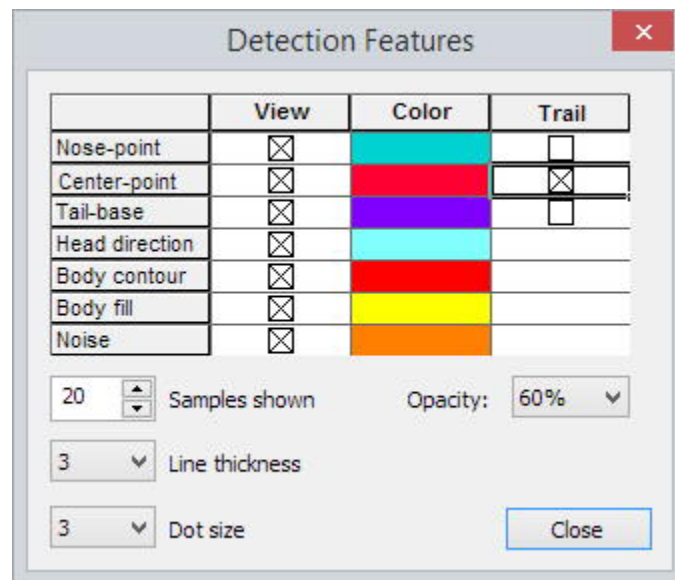 Detection Features
View Color Trail
Nose-point
Center-point
Tail-base
Head direction
Body contour
Body fill
Noise
20 Samples shown Opacity: 60%
3 Line thickness
3 Dot size Close